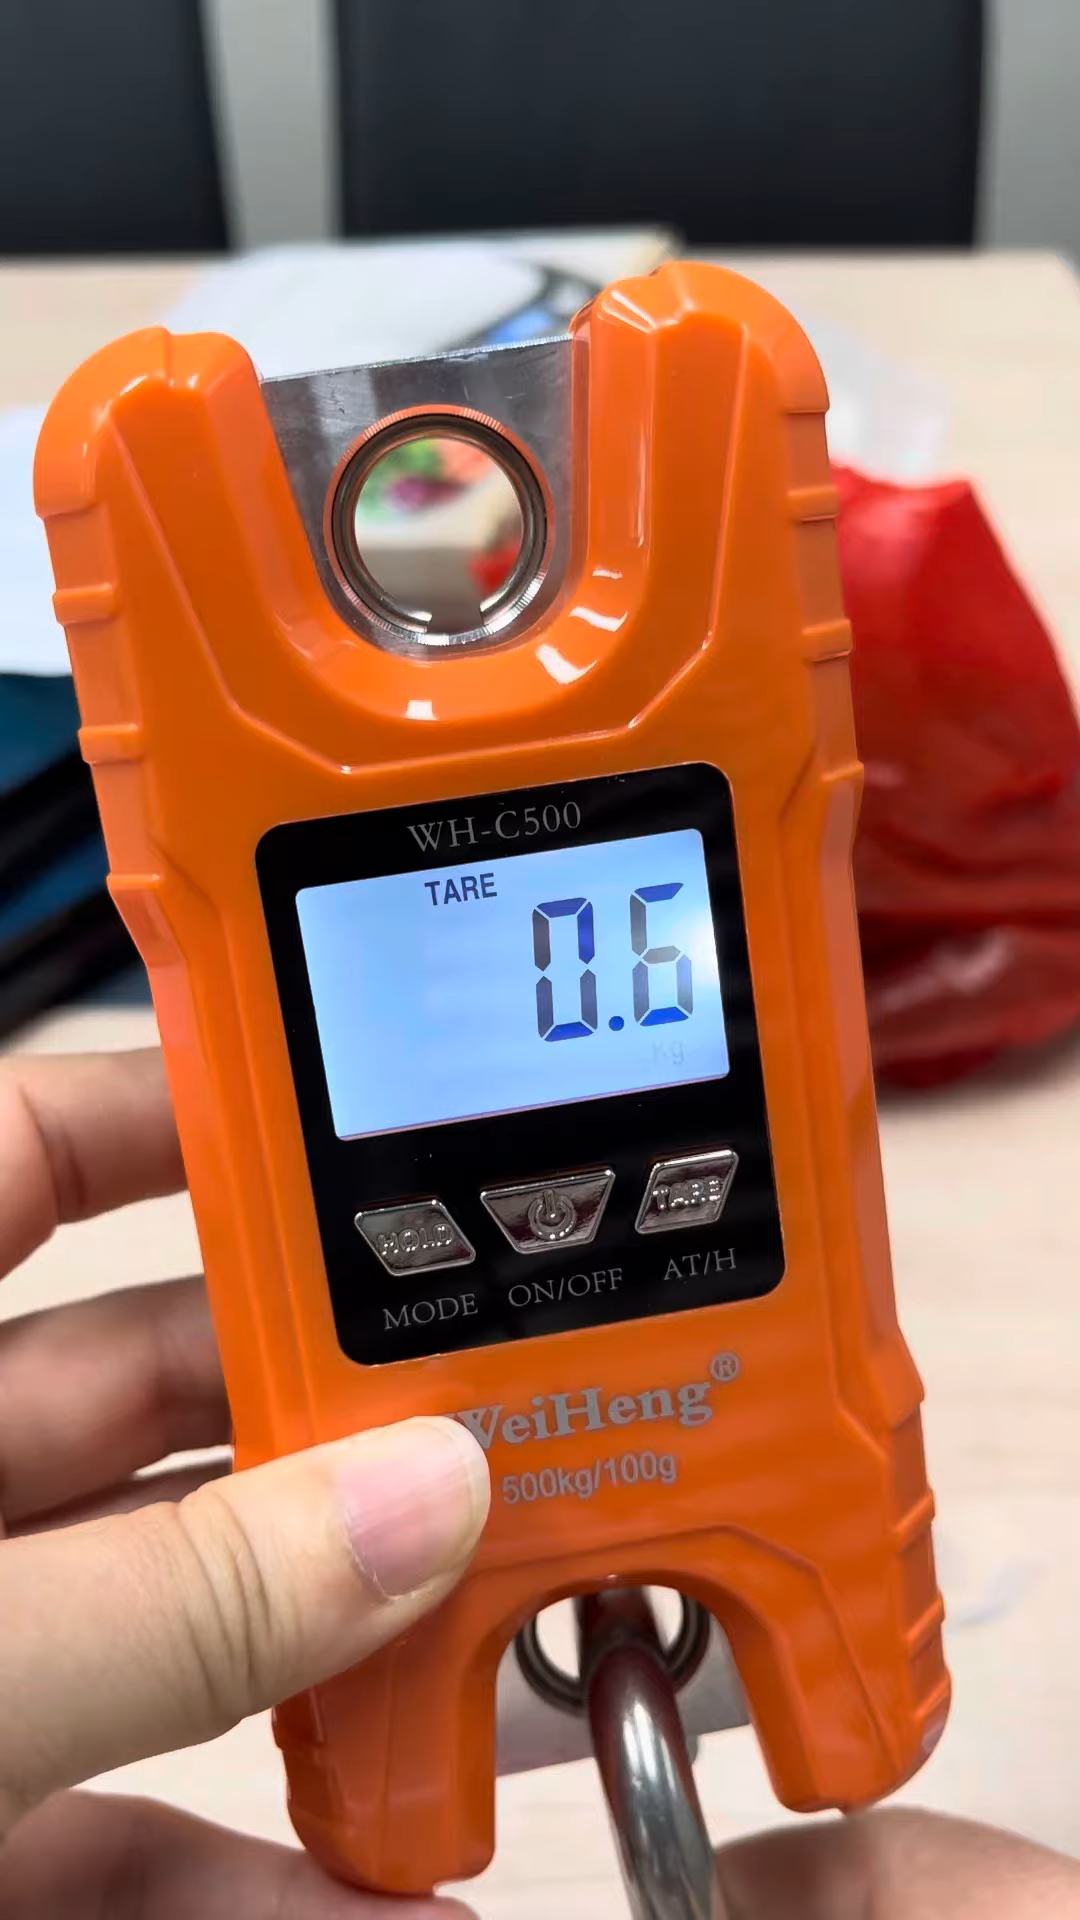 WH-C500
TARE
0.6
kg
HOLD
TARE
MODE
ON/OFF
AT/H
WeiHeng®
500kg/100g